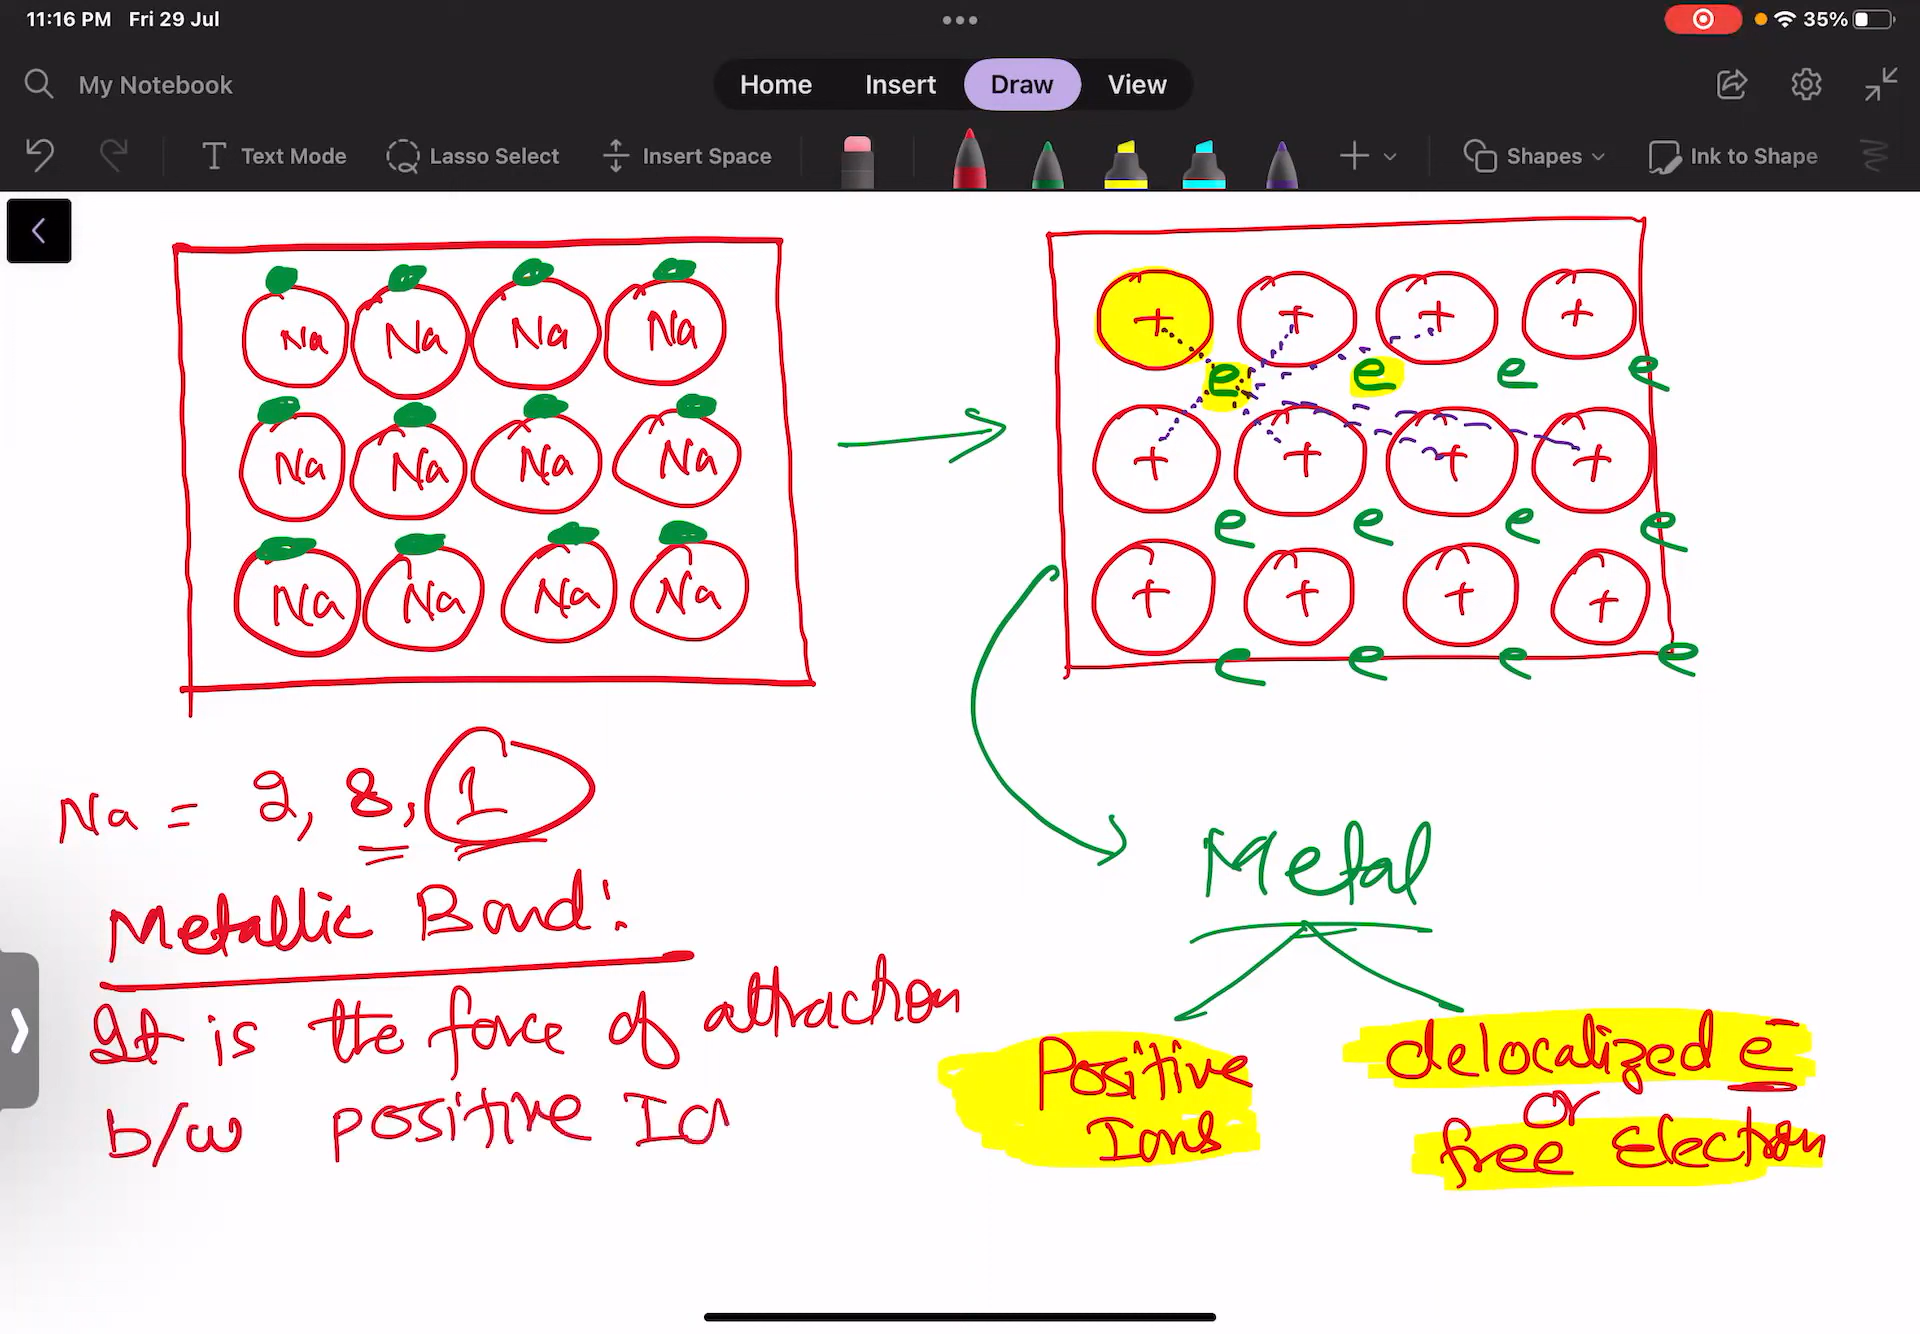 11:16 PM Fri 29 Jul
35%
My Notebook
Home Insert Draw View
Text Mode Lasso Select Insert Space Shapes Ink to Shape
Na Na Na Na
Na Na Na Na
Na Na Na Na
+ + + +
e e e e
+ + + +
e e e e
+ + + +
e e e e
Na = 2, 8, 1
Metallic Bond:
It is the force of attraction
b/w positive Io
Metal
Positive
Ions
delocalized e⁻
or
free Electron